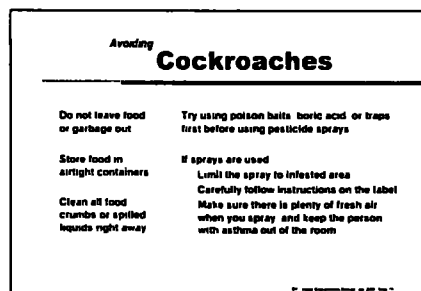 Avoiding
Cockroaches
Do not leave food
or garbage out
Store food in
airtight containers
Clean all food
crumbs or spilled
liquids right away
Try using poison baits boric acid or traps
first before using pesticide sprays
If sprays are used
Limit the spray to infested area
Carefully follow instructions on the label
Make sure there is plenty of fresh air
when you spray and keep the person
with asthma out of the room